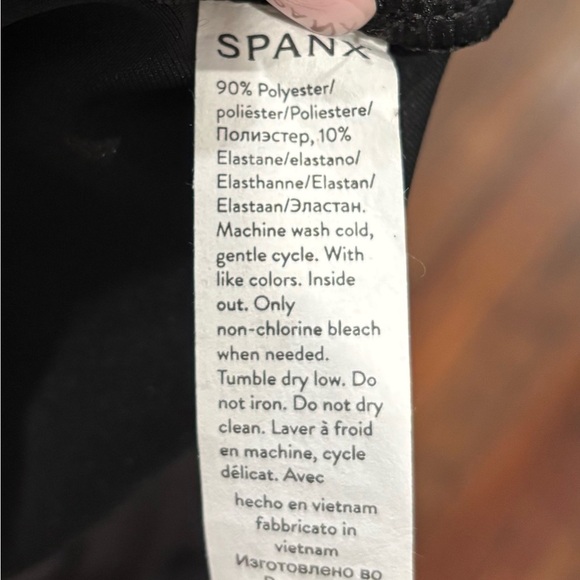 SPANX
90% Polyester/
poliéster/Poliestere/
Полиэстер, 10%
Elastane/elastano/
Elasthanne/Elastan/
Elastaan/Эластан.
Machine wash cold,
gentle cycle. With
like colors. Inside
out. Only
non-chlorine bleach
when needed.
Tumble dry low. Do
not iron. Do not dry
clean. Laver à froid
en machine, cycle
délicat. Avec
hecho en vietnam
fabbricato in
vietnam
Изготовлено во